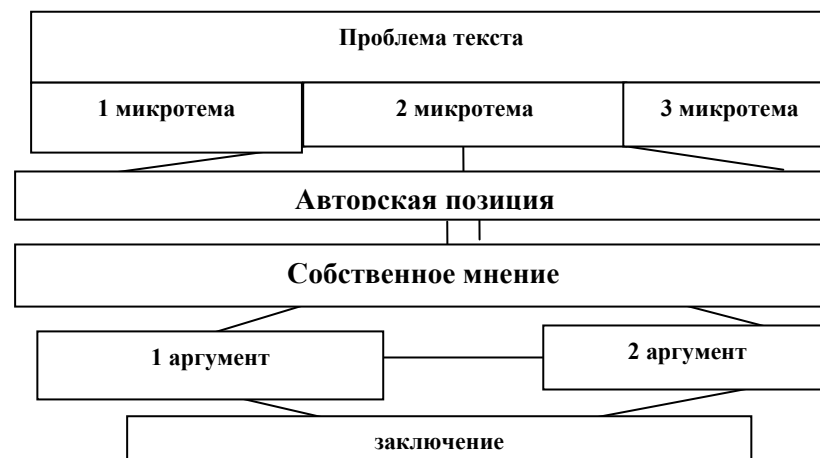 Проблема текста
1 микротема
2 микротема
3 микротема
Авторская позиция
Собственное мнение
1 аргумент
2 аргумент
заключение